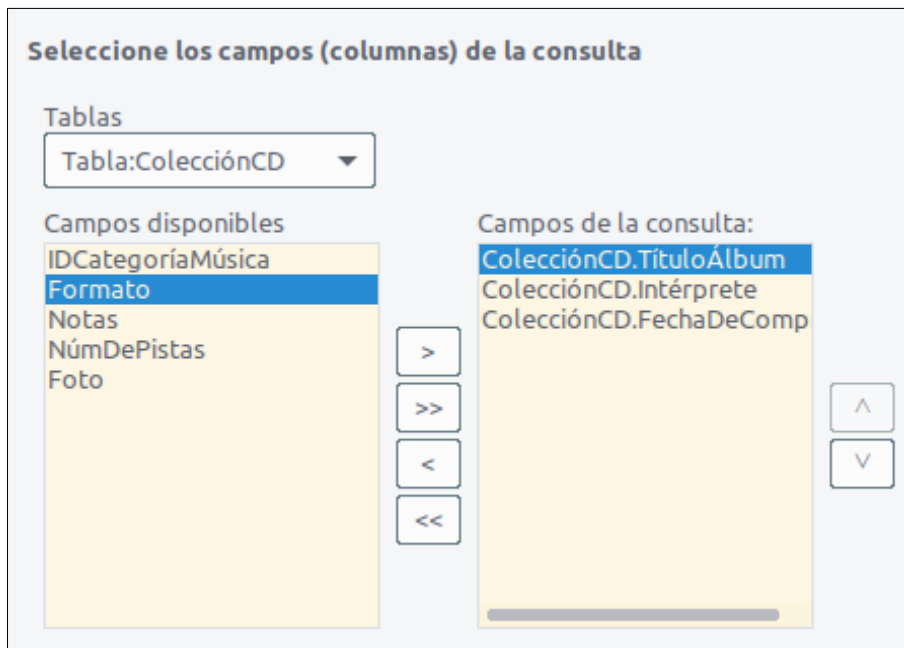 Seleccione los campos (columnas) de la consulta
Tablas
Tabla:ColecciónCD
Campos disponibles
IDCategoríaMúsica
Formato
Notas
NúmDePistas
Foto
>
>>
<
<<
Campos de la consulta:
ColecciónCD.TítuloÁlbum
ColecciónCD.Intérprete
ColecciónCD.FechaDeComp